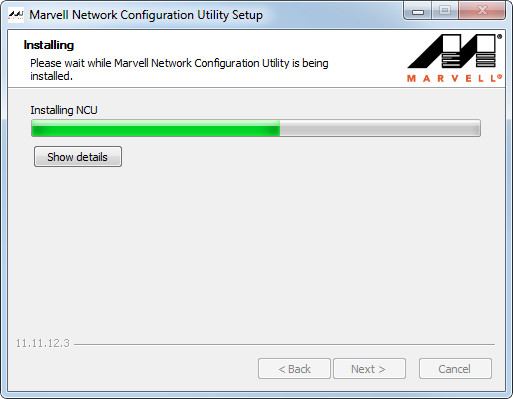 Marvell Network Configuration Utility Setup
Installing
Please wait while Marvell Network Configuration Utility is being
installed.
MARVELL®
Installing NCU
Show details
11.11.12.3
< Back
Next >
Cancel